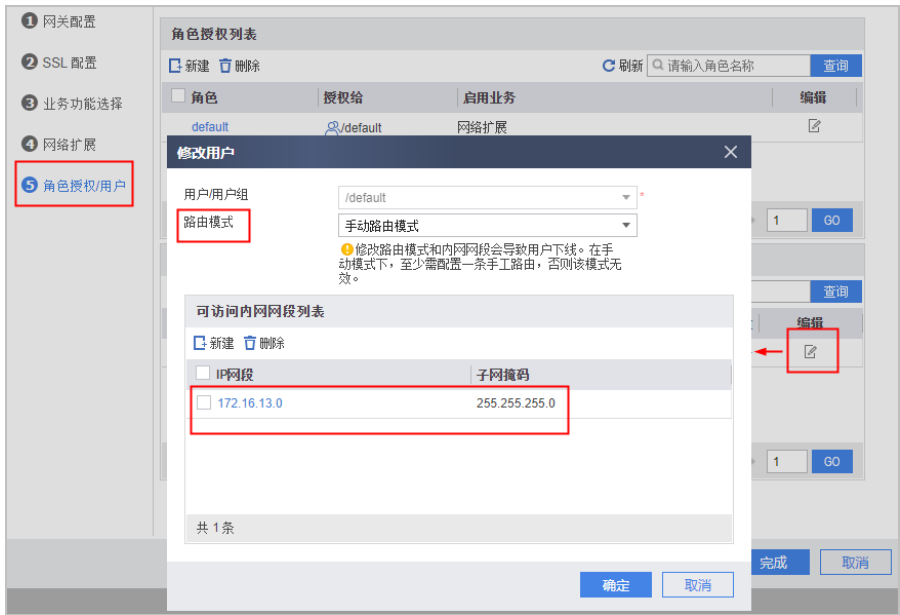 1 网关配置
2 SSL 配置
3 业务功能选择
4 网络扩展
5 角色授权/用户
角色授权列表
新建 删除 刷新 请输入角色名称 查询
角色 授权给 启用业务 编辑
default /default 网络扩展
1 GO
查询
编辑
1 GO
完成 取消
修改用户
用户/用户组 /default *
路由模式 手动路由模式
修改路由模式和内网网段会导致用户下线。在手
动模式下，至少需配置一条手工路由，否则该模式无
效。
可访问内网网段列表
新建 删除
IP网段 子网掩码
172.16.13.0 255.255.255.0
共 1 条
确定 取消